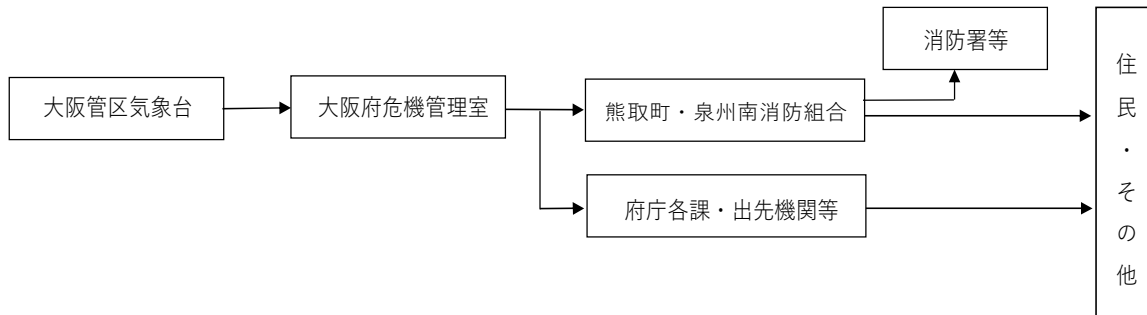 消防署等
大阪管区気象台
大阪府危機管理室
熊取町・泉州南消防組合
府庁各課・出先機関等
住民・その他